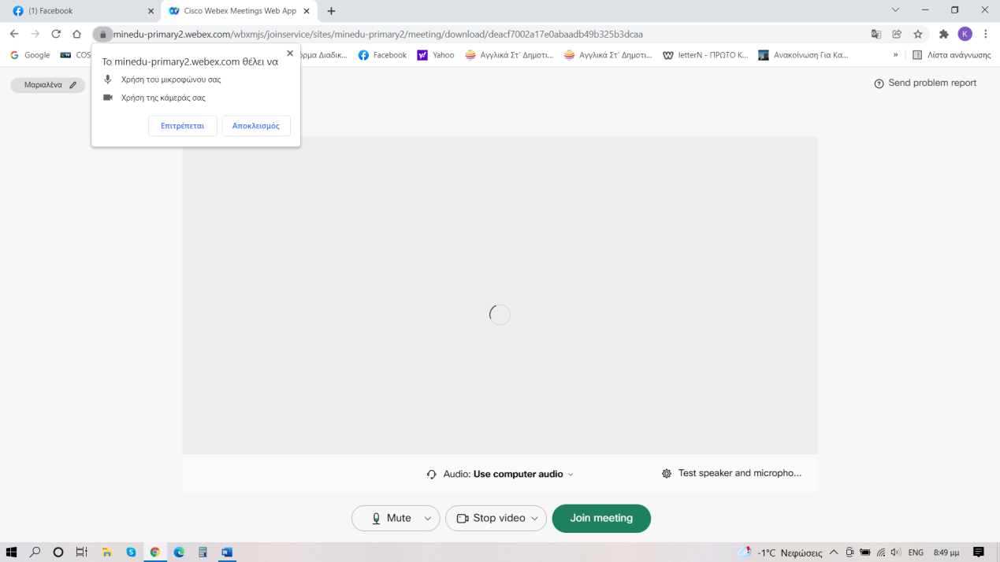 (1) Facebook
Cisco Webex Meetings Web App
minedu-primary2.webex.com/wbxmjs/joinservice/sites/minedu-primary2/meeting/download/deacf7002a17e0abaadb49b325b3dcaa
Google
COS
όρμα Διαδικ...
Facebook
Yahoo
Αγγλικά Στ΄ Δημοτι...
Αγγλικά Στ΄ Δημοτι...
letterN - ΠΡΩΤΟ Κ...
Ανακοίνωση Για Κα...
»
Λίστα ανάγνωσης
Το minedu-primary2.webex.com θέλει να
Χρήση του μικροφώνου σας
Χρήση της κάμεράς σας
Επιτρέπεται
Αποκλεισμός
Μαριαλένα
Send problem report
Audio: Use computer audio
Test speaker and micropho...
Mute
Stop video
Join meeting
-1°C Νεφώσεις
ENG
8:49 μμ